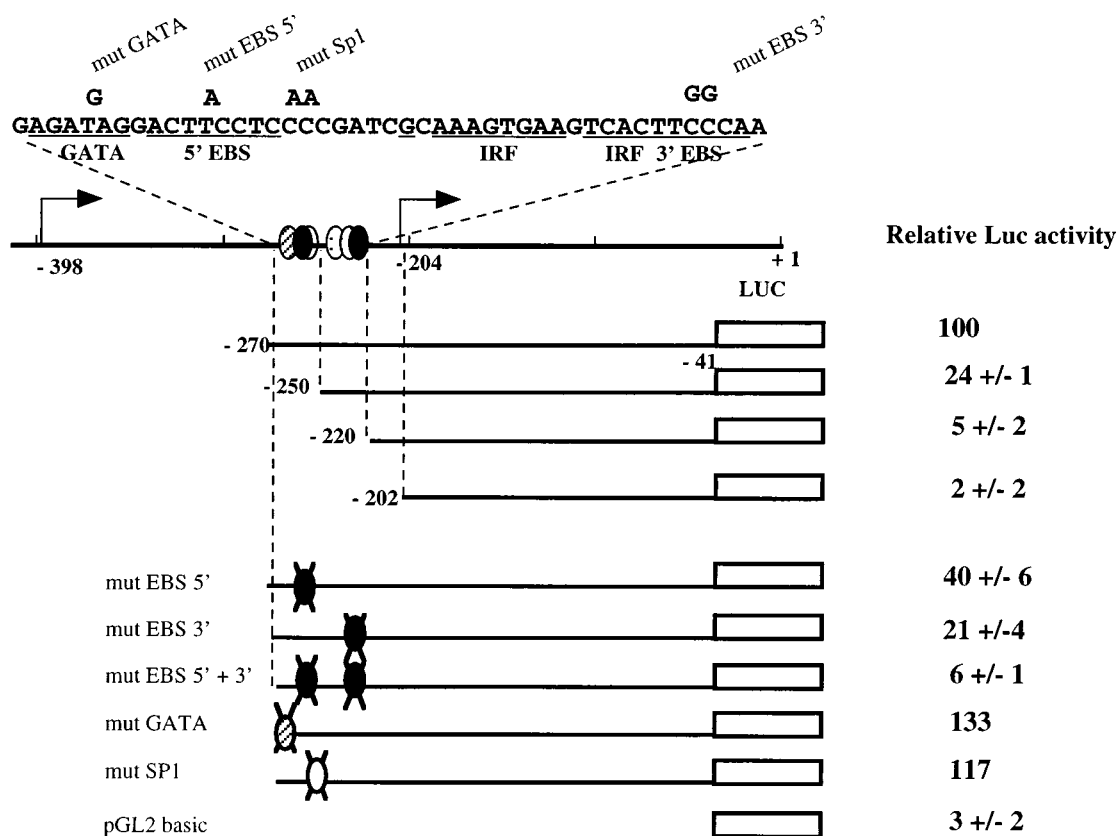 mut GATA
mut EBS 5’
mut Sp1
mut EBS 3’
G A AA GG
GAGATAGGACTTCCTCCCCGATCGCAAAGTGAAGTCACTTCCCAA
GATA 5’ EBS IRF IRF 3’ EBS
- 398 - 204 + 1
Relative Luc activity
LUC
- 270 100
- 41
- 250 24 +/- 1
- 220 5 +/- 2
- 202 2 +/- 2
mut EBS 5’ 40 +/- 6
mut EBS 3’ 21 +/-4
mut EBS 5’ + 3’ 6 +/- 1
mut GATA 133
mut SP1 117
pGL2 basic 3 +/- 2